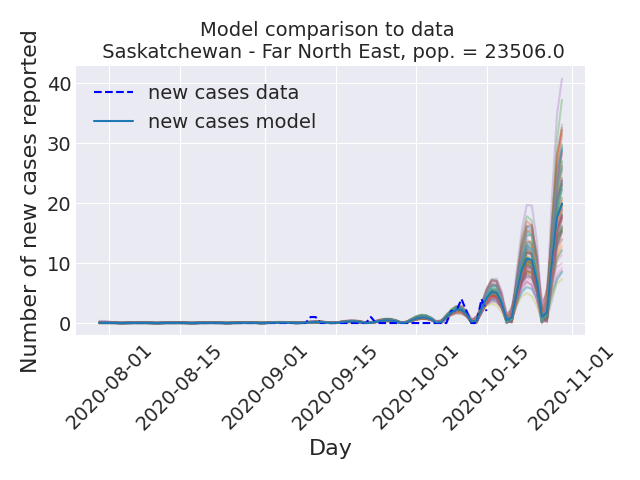 Model comparison to data
Saskatchewan - Far North East, pop. = 23506.0
Number of new cases reported
40
30
20
10
0
new cases data
new cases model
2020-08-01
2020-08-15
2020-09-01
2020-09-15
2020-10-01
2020-10-15
2020-11-01
Day